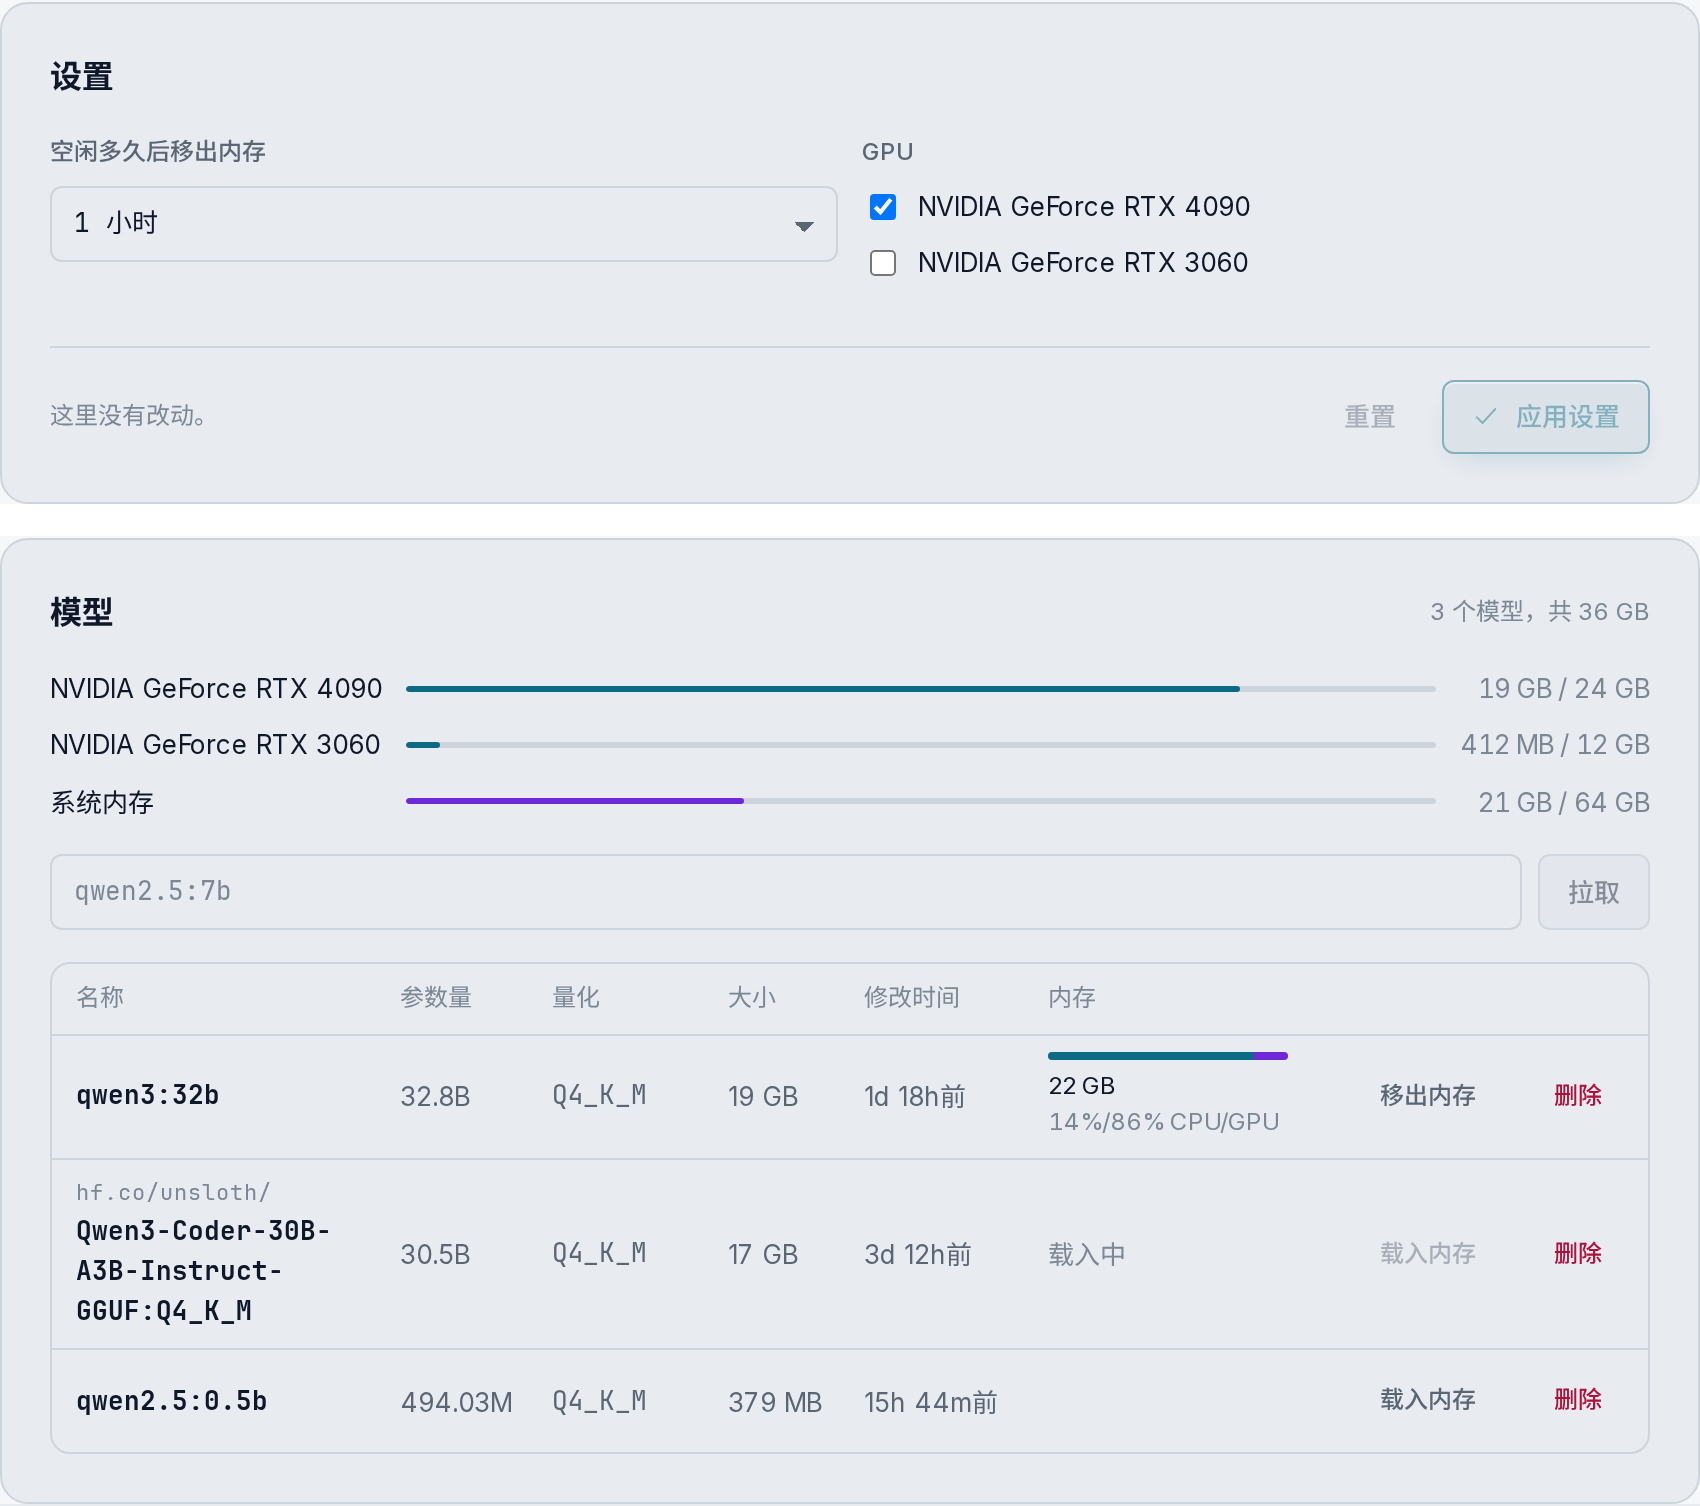 设置
空闲多久后移出内存
GPU
1 小时
NVIDIA GeForce RTX 4090
NVIDIA GeForce RTX 3060
这里没有改动。
重置
应用设置
模型
3 个模型，共 36 GB
NVIDIA GeForce RTX 4090
19 GB / 24 GB
NVIDIA GeForce RTX 3060
412 MB / 12 GB
系统内存
21 GB / 64 GB
qwen2.5:7b
拉取
名称 参数量 量化 大小 修改时间 内存
qwen3:32b 32.8B Q4_K_M 19 GB 1d 18h前
22 GB
14%/86% CPU/GPU
移出内存 删除
hf.co/unsloth/
Qwen3-Coder-30B-
A3B-Instruct-
GGUF:Q4_K_M
30.5B Q4_K_M 17 GB 3d 12h前 载入中 载入内存 删除
qwen2.5:0.5b 494.03M Q4_K_M 379 MB 15h 44m前 载入内存 删除